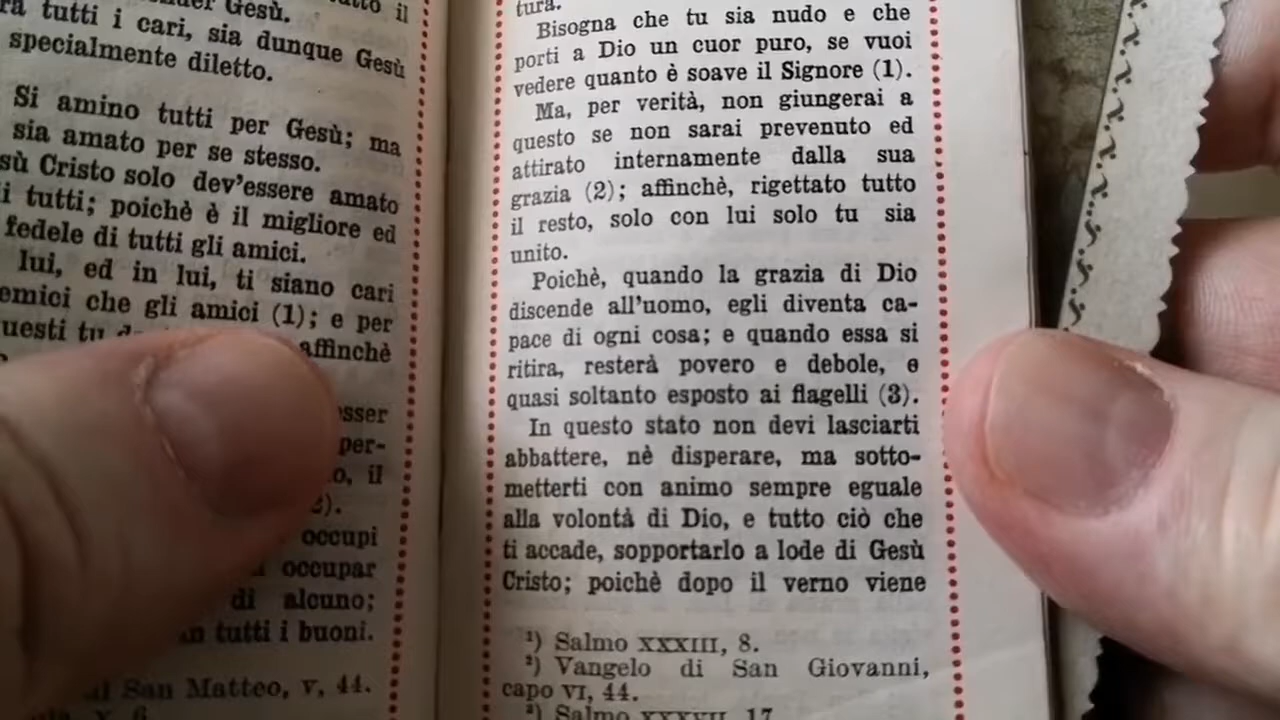 tutto il
Gesù.
tutti i cari, sia dunque Gesù
specialmente diletto.
Si amino tutti per Gesù; ma
sia amato per se stesso.
Cristo solo dev'essere amato
tutti; poichè è il migliore ed
fedele di tutti gli amici.
lui, ed in lui, ti siano cari
che gli amici (1); e per
tu
affinchè
occupi
occupar
di alcuno;
tutti i buoni.
San Matteo, V, 44.
tura.
Bisogna che tu sia nudo e che
porti a Dio un cuor puro, se vuoi
vedere quanto è soave il Signore (1).
Ma, per verità, non giungerai a
questo se non sarai prevenuto ed
attirato internamente dalla sua
grazia (2); affinchè, rigettato tutto
il resto, solo con lui solo tu sia
unito.
Poichè, quando la grazia di Dio
discende all'uomo, egli diventa ca-
pace di ogni cosa; e quando essa si
ritira, resterà povero e debole, e
quasi soltanto esposto ai flagelli (3).
In questo stato non devi lasciarti
abbattere, nè disperare, ma sotto-
metterti con animo sempre eguale
alla volontà di Dio, e tutto ciò che
ti accade, sopportarlo a lode di Gesù
Cristo; poichè dopo il verno viene
¹) Salmo XXXIII, 8.
²) Vangelo di San Giovanni,
capo VI, 44.
³) Salmo XXXVII, 17